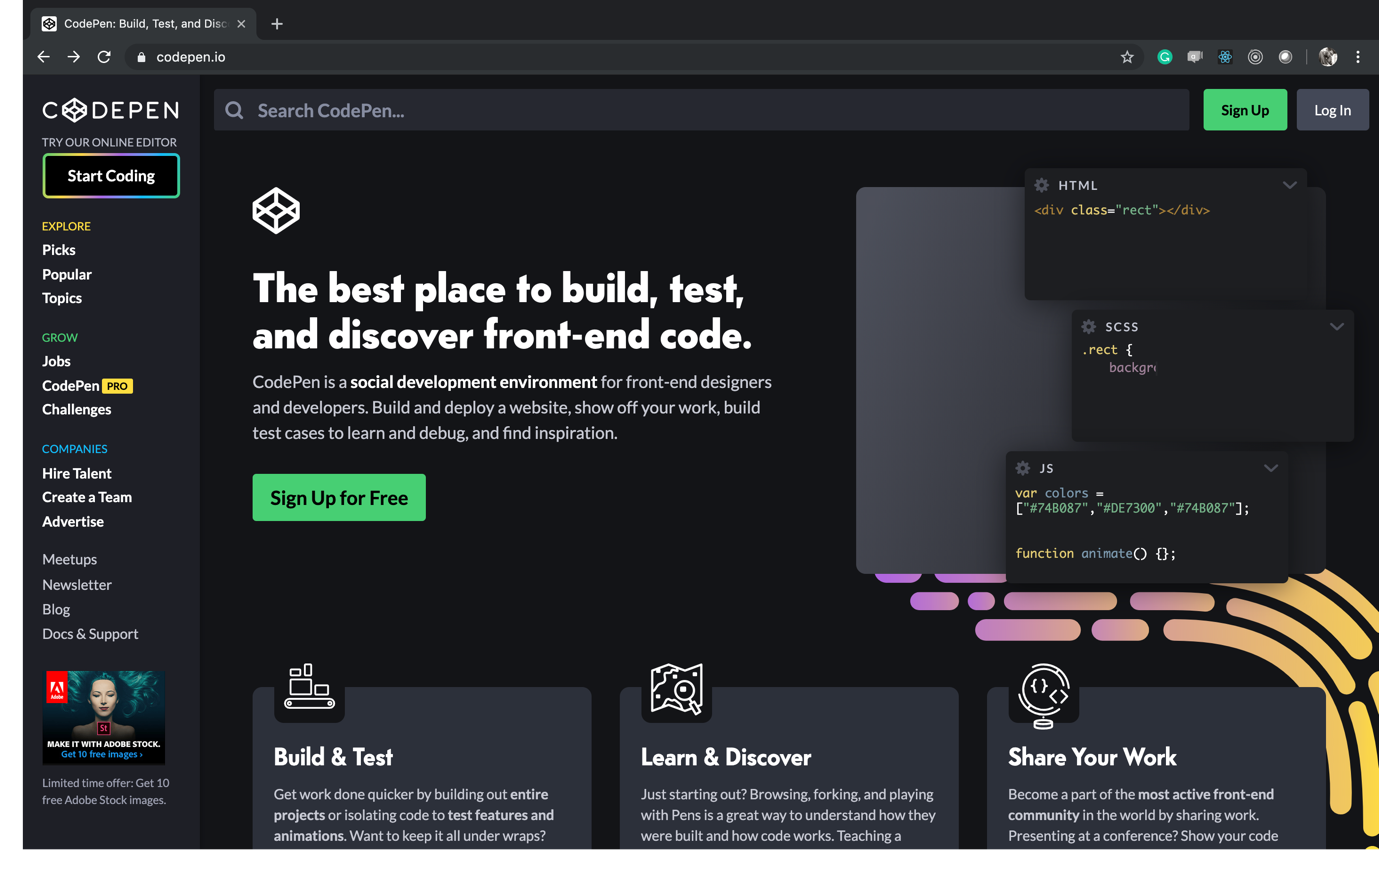 CodePen: Build, Test, and Disc
codepen.io
CODEPEN
TRY OUR ONLINE EDITOR
Start Coding
EXPLORE
Picks
Popular
Topics
GROW
Jobs
CodePen PRO
Challenges
COMPANIES
Hire Talent
Create a Team
Advertise
Meetups
Newsletter
Blog
Docs & Support
Adobe
St
MAKE IT WITH ADOBE STOCK.
Get 10 free images ›
Limited time offer: Get 10
free Adobe Stock images.
Search CodePen...
Sign Up
Log In
The best place to build, test,
and discover front-end code.
CodePen is a social development environment for front-end designers
and developers. Build and deploy a website, show off your work, build
test cases to learn and debug, and find inspiration.
Sign Up for Free
HTML
<div class="rect"></div>
SCSS
.rect {
backgr
JS
var colors =
["#74B087","#DE7300","#74B087"];
function animate() {};
Build & Test
Get work done quicker by building out entire
projects or isolating code to test features and
animations. Want to keep it all under wraps?
Learn & Discover
Just starting out? Browsing, forking, and playing
with Pens is a great way to understand how they
were built and how code works. Teaching a
Share Your Work
Become a part of the most active front-end
community in the world by sharing work.
Presenting at a conference? Show your code